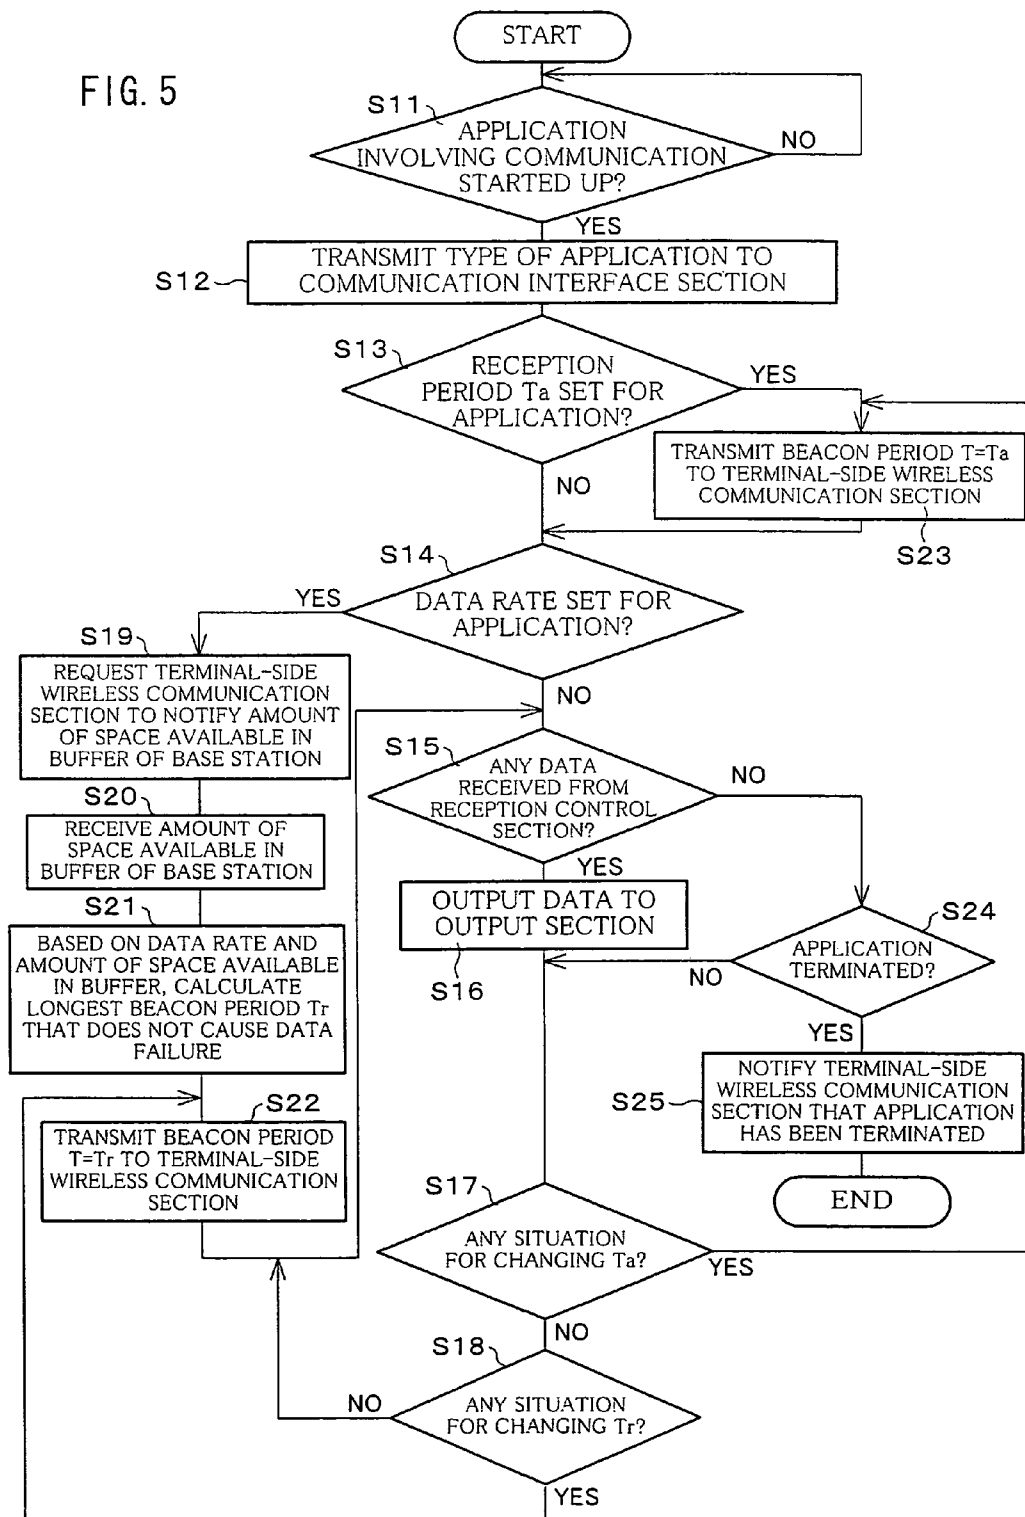 START
FIG. 5
S11
APPLICATION
INVOLVING COMMUNICATION
STARTED UP?
NO
YES
S12
TRANSMIT TYPE OF APPLICATION TO
COMMUNICATION INTERFACE SECTION
S13
RECEPTION
PERIOD Ta SET FOR
APPLICATION?
YES
NO
TRANSMIT BEACON PERIOD T=Ta
TO TERMINAL-SIDE WIRELESS
COMMUNICATION SECTION
S23
S14
DATA RATE SET FOR
APPLICATION?
YES
NO
S19
REQUEST TERMINAL-SIDE
WIRELESS COMMUNICATION
SECTION TO NOTIFY AMOUNT
OF SPACE AVAILABLE IN
BUFFER OF BASE STATION
S20
RECEIVE AMOUNT OF
SPACE AVAILABLE IN
BUFFER OF BASE STATION
S21
BASED ON DATA RATE AND
AMOUNT OF SPACE AVAILABLE
IN BUFFER, CALCULATE
LONGEST BEACON PERIOD Tr
THAT DOES NOT CAUSE DATA
FAILURE
S22
TRANSMIT BEACON PERIOD
T=Tr TO TERMINAL-SIDE
WIRELESS COMMUNICATION
SECTION
S15
ANY DATA
RECEIVED FROM
RECEPTION CONTROL
SECTION?
NO
YES
OUTPUT DATA TO
OUTPUT SECTION
S16
S24
APPLICATION
TERMINATED?
NO
YES
S25
NOTIFY TERMINAL-SIDE
WIRELESS COMMUNICATION
SECTION THAT APPLICATION
HAS BEEN TERMINATED
END
S17
ANY SITUATION
FOR CHANGING Ta?
YES
NO
S18
ANY SITUATION
FOR CHANGING Tr?
NO
YES